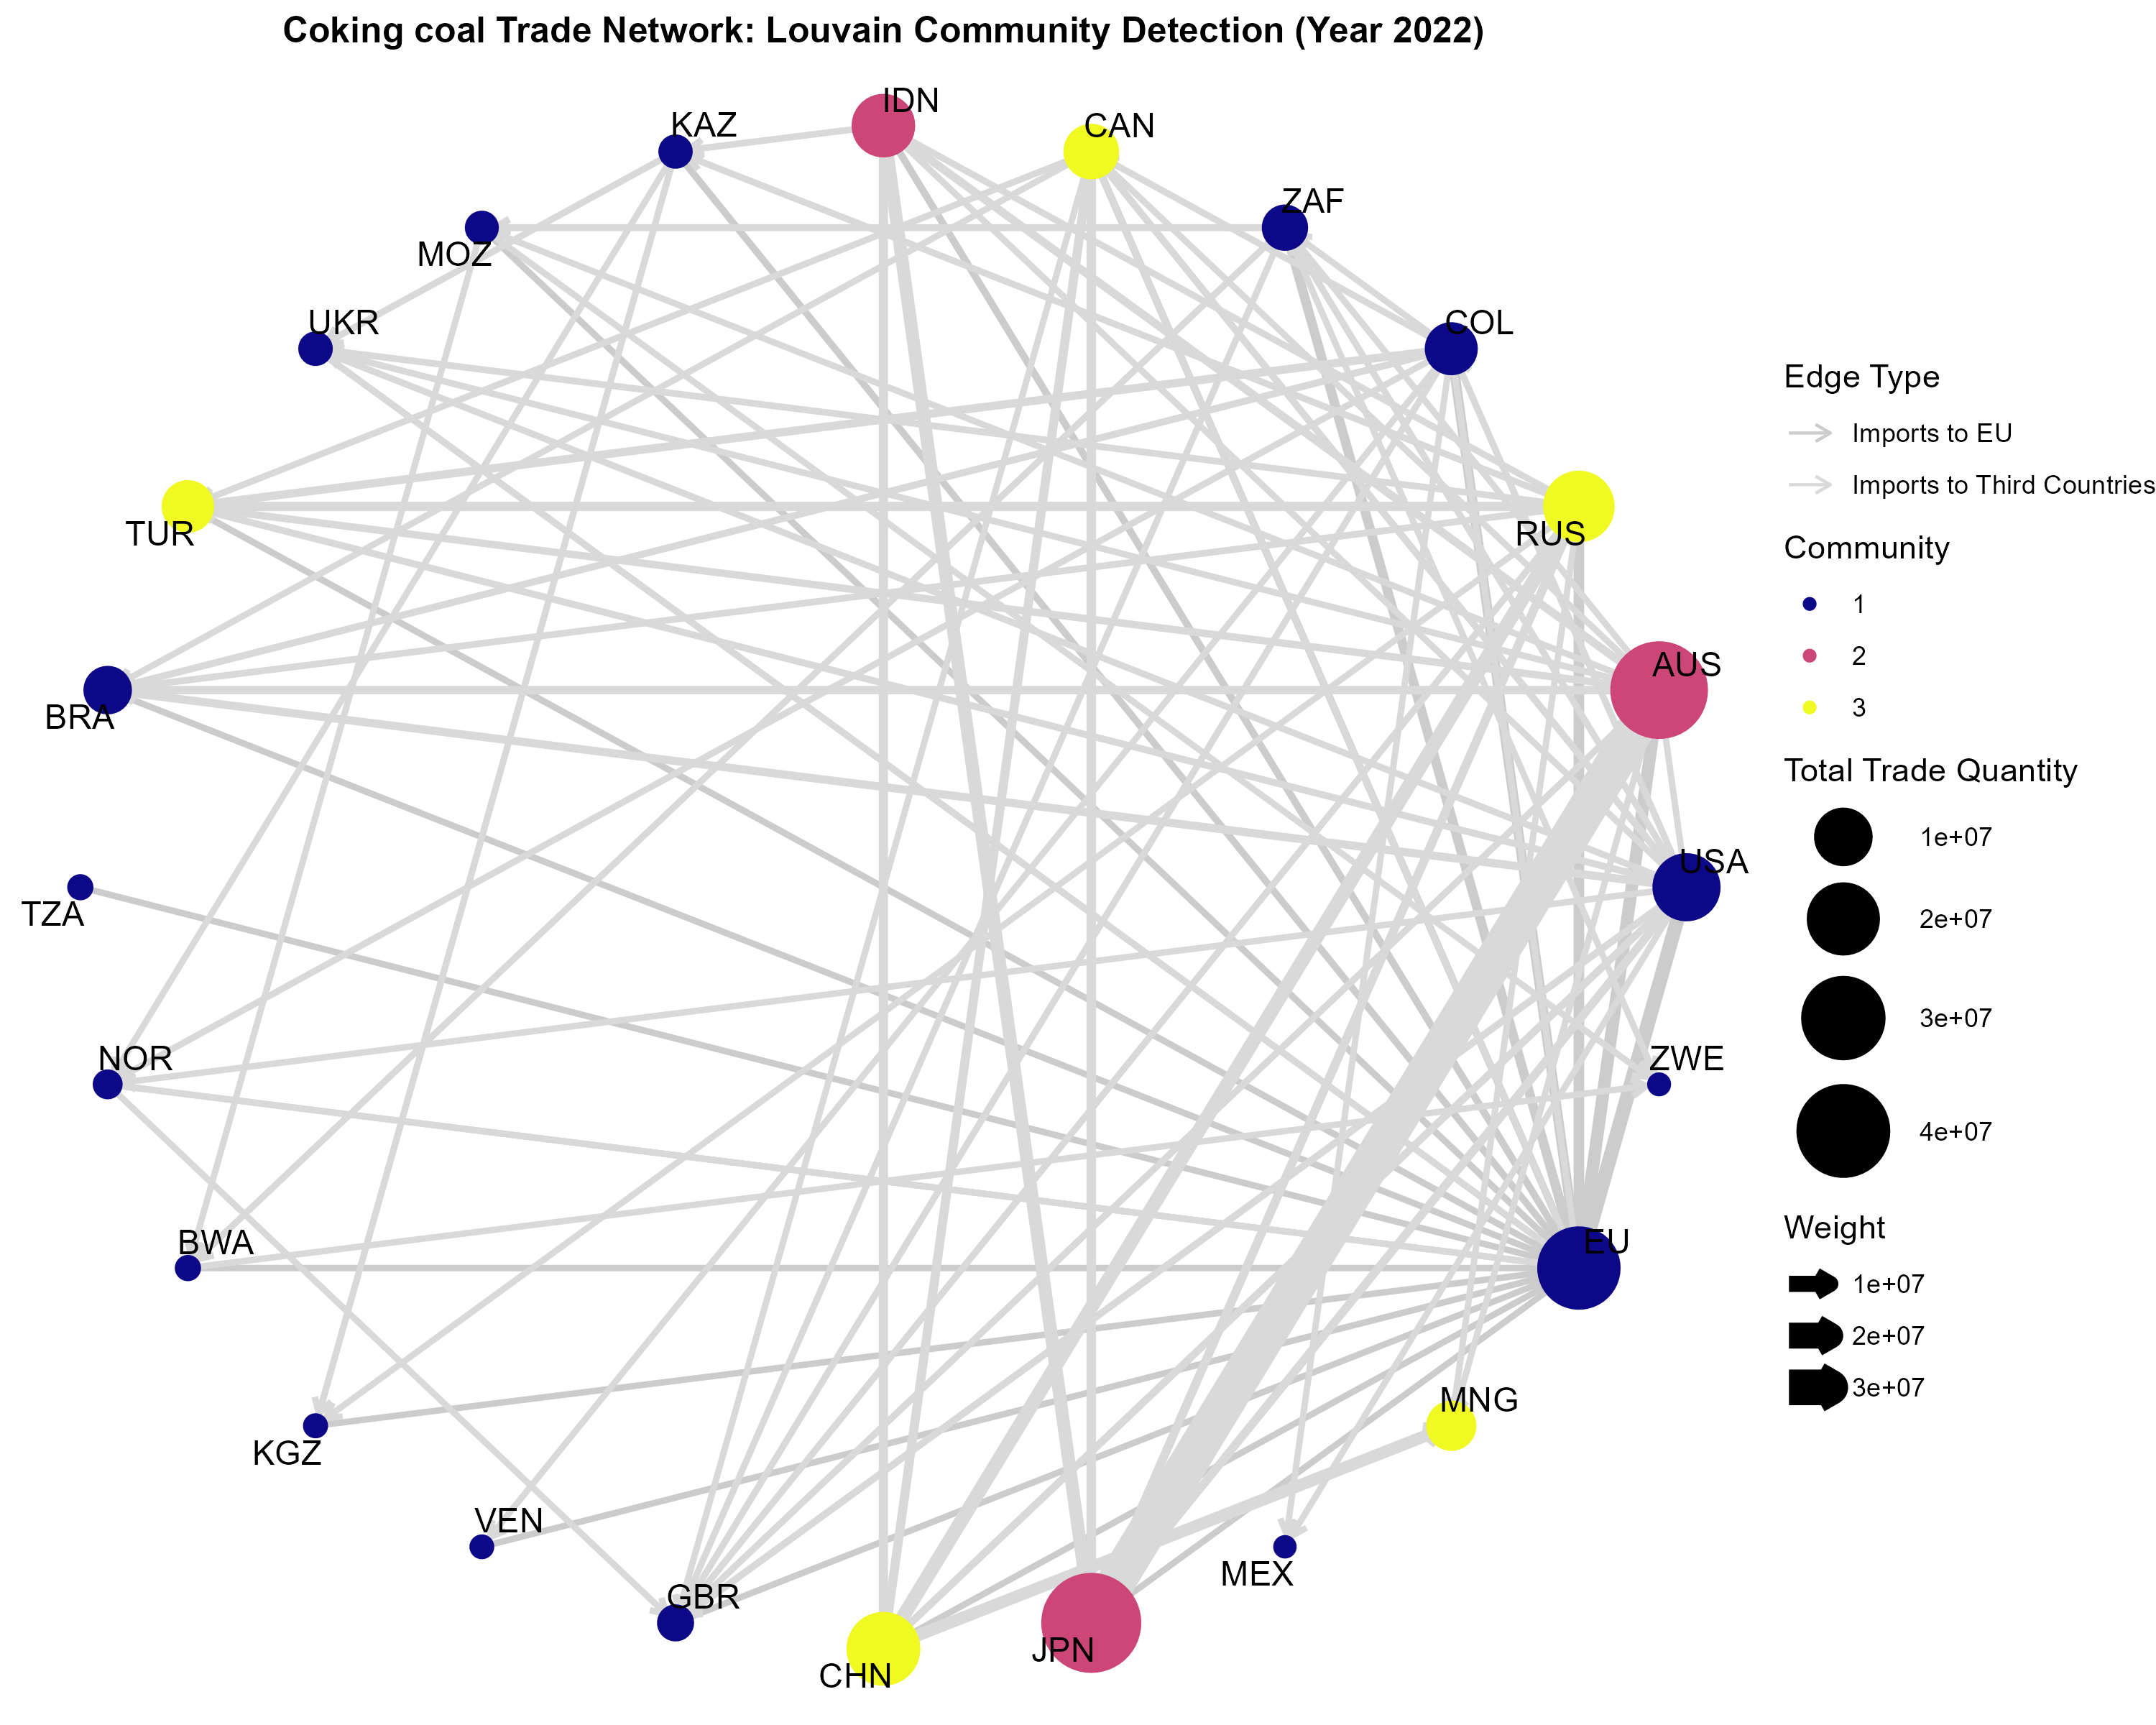 Coking coal Trade Network: Louvain Community Detection (Year 2022)
IDN
KAZ
CAN
ZAF
MOZ
UKR
COL
TUR
RUS
AUS
BRA
USA
TZA
NOR
ZWE
BWA
EU
KGZ
MNG
VEN
MEX
GBR
JPN
CHN
Edge Type
Imports to EU
Imports to Third Countries
Community
1
2
3
Total Trade Quantity
1e+07
2e+07
3e+07
4e+07
Weight
1e+07
2e+07
3e+07